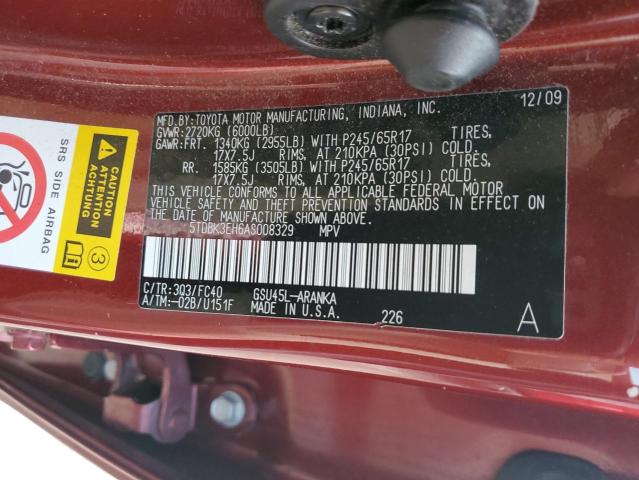 12/09
MFD.BY:TOYOTA MOTOR MANUFACTURING, INDIANA, INC.
GVWR:2720KG (6000LB)
GAWR:FRT. 1340KG (2955LB) WITH P245/65R17 TIRES,
17X7.5J RIMS, AT 210KPA (30PSI) COLD.
RR. 1585KG (3505LB) WITH P245/65R17 TIRES,
17X7.5J RIMS, AT 210KPA (30PSI) COLD.
THIS VEHICLE CONFORMS TO ALL APPLICABLE FEDERAL MOTOR
VEHICLE SAFETY AND THEFT PREVENTION STANDARDS IN EFFECT ON
THE DATE OF MANUFACTURE SHOWN ABOVE.
5TDBK3EH6AS008329 MPV
C/TR:3Q3/FC40 GSU45L-ARANKA
A/TM:-02B/U151F MADE IN U.S.A.
226
A
SRS SIDE AIRBAG
CAUTION
ATTENTION
ACHTUNG
3